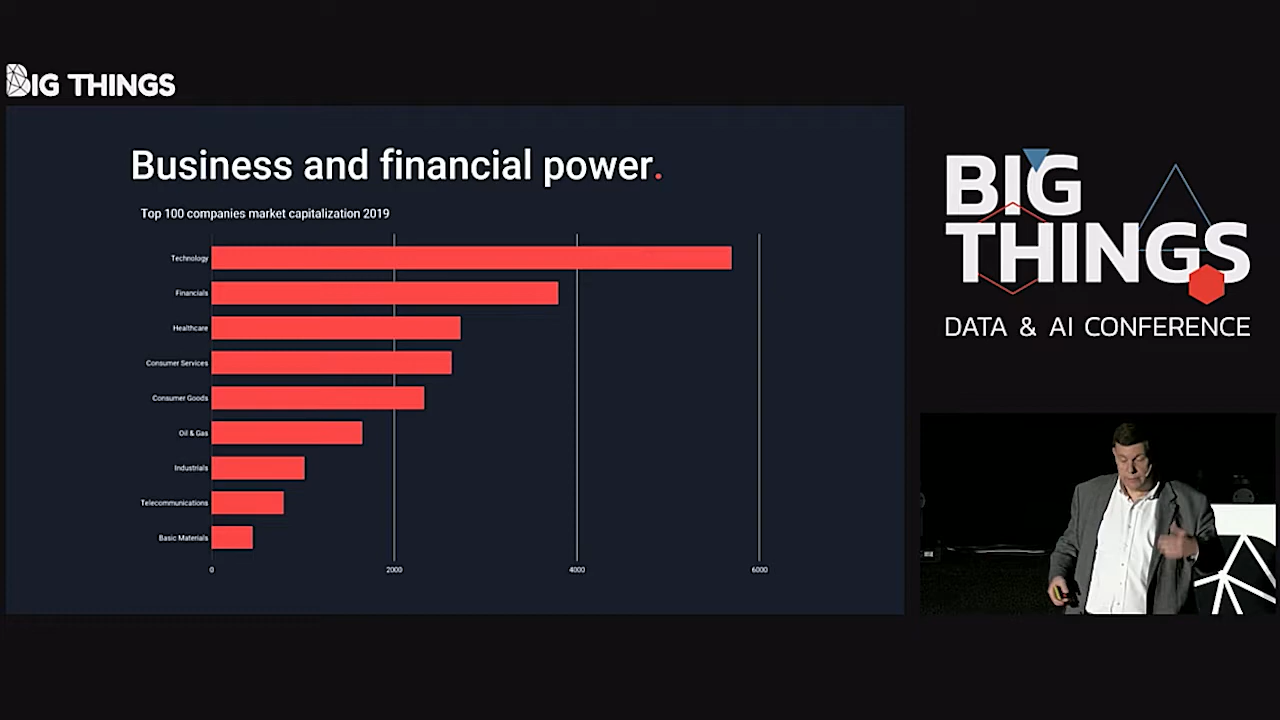 BIG THINGS
Business and financial power.
Top 100 companies market capitalization 2019
Technology
Financials
Healthcare
Consumer Services
Consumer Goods
Oil & Gas
Industrials
Telecommunications
Basic Materials
0 2000 4000 6000
BIG
THINGS
DATA & AI CONFERENCE